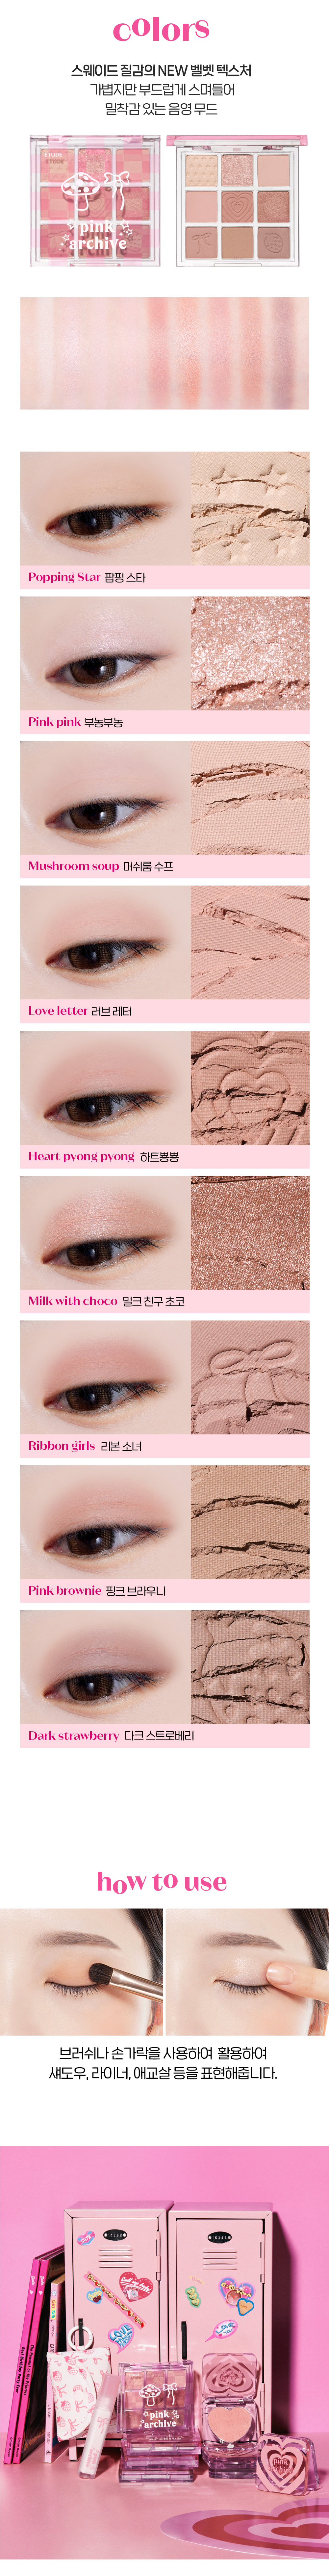 colors
스웨이드 질감의 NEW 벨벳 텍스처
가볍지만 부드럽게 스며들어
밀착감 있는 음영 무드
ETUDE
pink
archive
Popping Star 팝핑 스타
Pink pink 부농부농
Mushroom soup 머쉬룸 수프
Love letter 러브 레터
Heart pyong pyong 하트뿅뿅
Milk with choco 밀크 친구 초코
Ribbon girls 리본 소녀
Pink brownie 핑크 브라우니
Dark strawberry 다크 스트로베리
how to use
브러쉬나 손가락을 사용하여 활용하여
섀도우, 라이너, 애교살 등을 표현해줍니다.
pink
archive